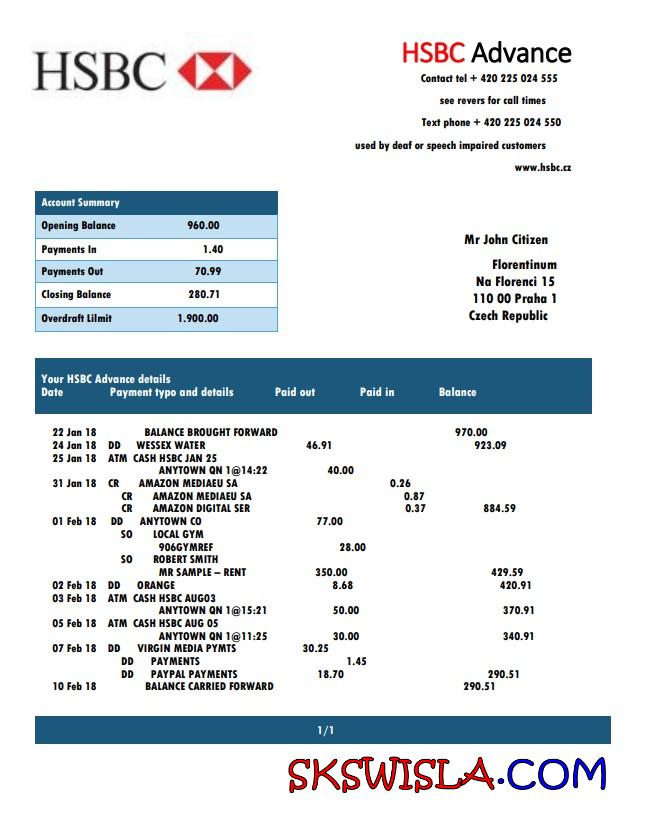 HSBC
HSBC Advance
Contact tel + 420 225 024 555
see revers for call times
Text phone + 420 225 024 550
used by deaf or speech impaired customers
www.hsbc.cz
Account Summary
Opening Balance 960.00
Payments In 1.40
Payments Out 70.99
Closing Balance 280.71
Overdraft Lilmit 1.900.00
Mr John Citizen
Florentinum
Na Florenci 15
110 00 Praha 1
Czech Republic
Your HSBC Advance details
Date Payment typo and details Paid out Paid in Balance
22 Jan 18 BALANCE BROUGHT FORWARD 970.00
24 Jan 18 DD WESSEX WATER 46.91 923.09
25 Jan 18 ATM CASH HSBC JAN 25
ANYTOWN QN 1@14:22 40.00
31 Jan 18 CR AMAZON MEDIAEU SA 0.26
CR AMAZON MEDIAEU SA 0.87
CR AMAZON DIGITAL SER 0.37 884.59
01 Feb 18 DD ANYTOWN CO 77.00
SO LOCAL GYM
906GYMREF 28.00
SO ROBERT SMITH
MR SAMPLE – RENT 350.00 429.59
02 Feb 18 DD ORANGE 8.68 420.91
03 Feb 18 ATM CASH HSBC AUG03
ANYTOWN QN 1@15:21 50.00 370.91
05 Feb 18 ATM CASH HSBC AUG 05
ANYTOWN QN 1@11:25 30.00 340.91
07 Feb 18 DD VIRGIN MEDIA PYMTS 30.25
DD PAYMENTS 1.45
DD PAYPAL PAYMENTS 18.70 290.51
10 Feb 18 BALANCE CARRIED FORWARD 290.51
1/1
SKSWISLA.COM